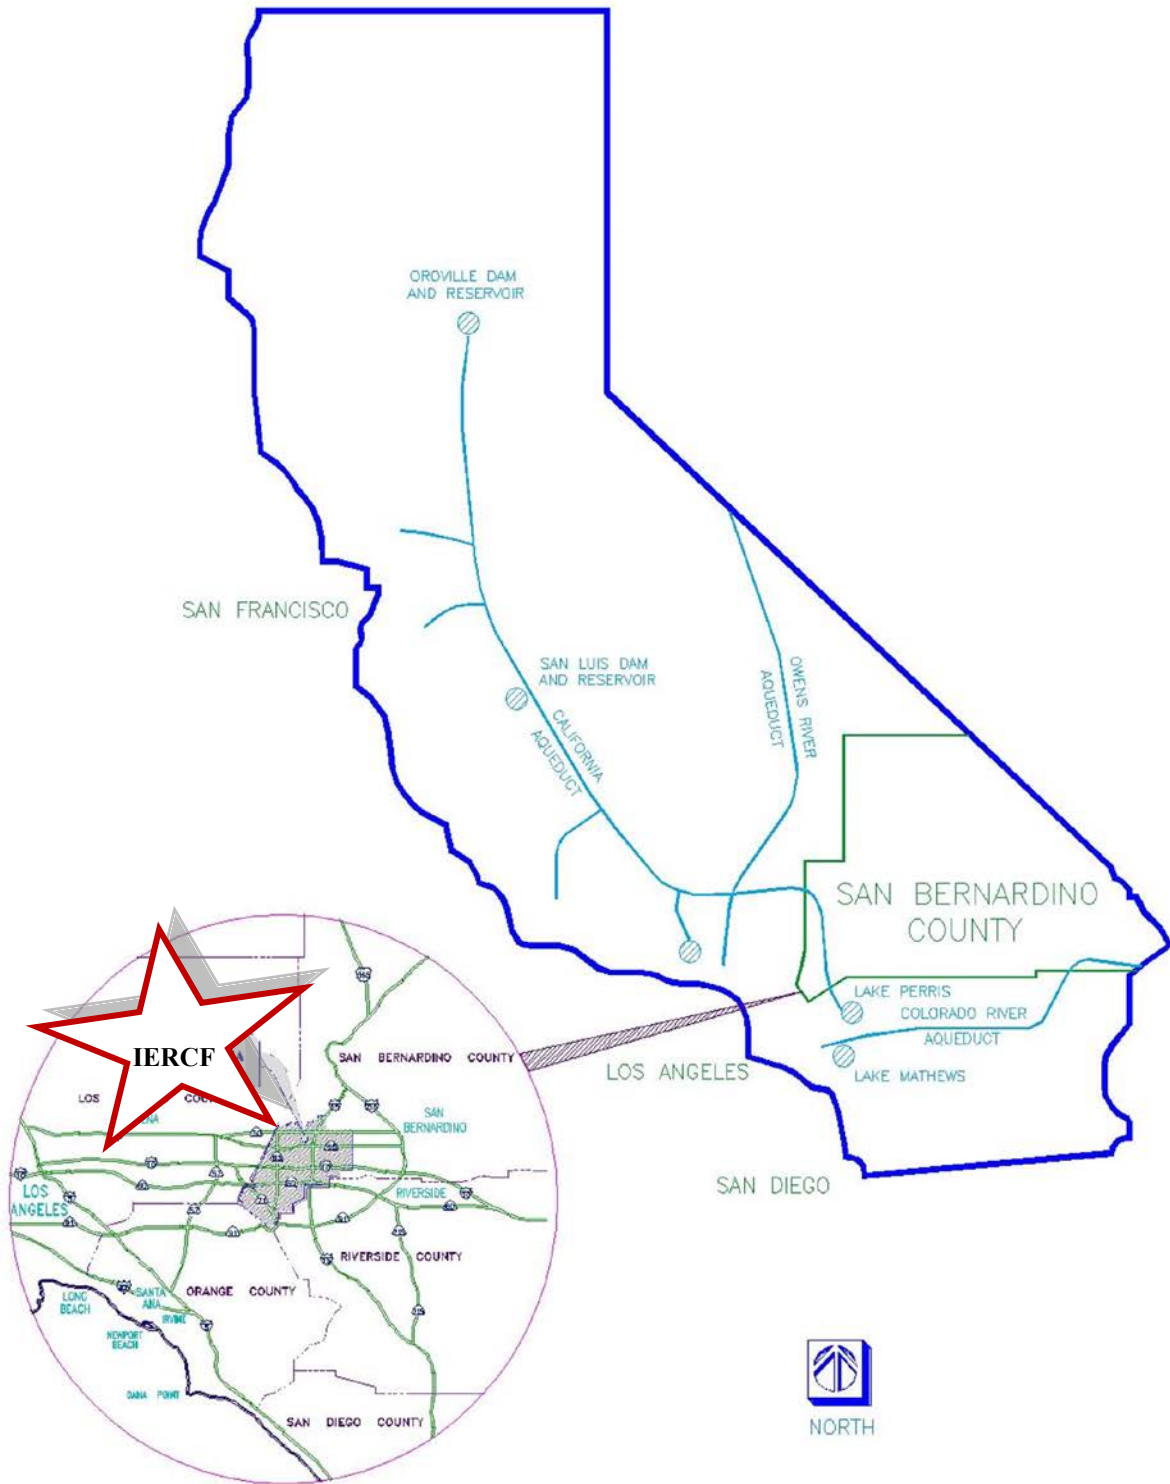 OROVILLE DAM
AND RESERVOIR
SAN FRANCISCO
SAN LUIS DAM
AND RESERVOIR
CALIFORNIA
AQUEDUCT
OWENS RIVER
AQUEDUCT
SAN BERNARDINO
COUNTY
LAKE PERRIS
COLORADO RIVER
AQUEDUCT
LAKE MATHEWS
LOS ANGELES
SAN DIEGO
IERCF
SAN BERNARDINO COUNTY
LOS
SAN
BERNARDINO
LOS
ANGELES
RIVERSIDE
RIVERSIDE COUNTY
ORANGE COUNTY
LONG
BEACH
SANTA
ANA
IRVINE
NEWPORT
BEACH
DANA POINT
SAN DIEGO COUNTY
NORTH